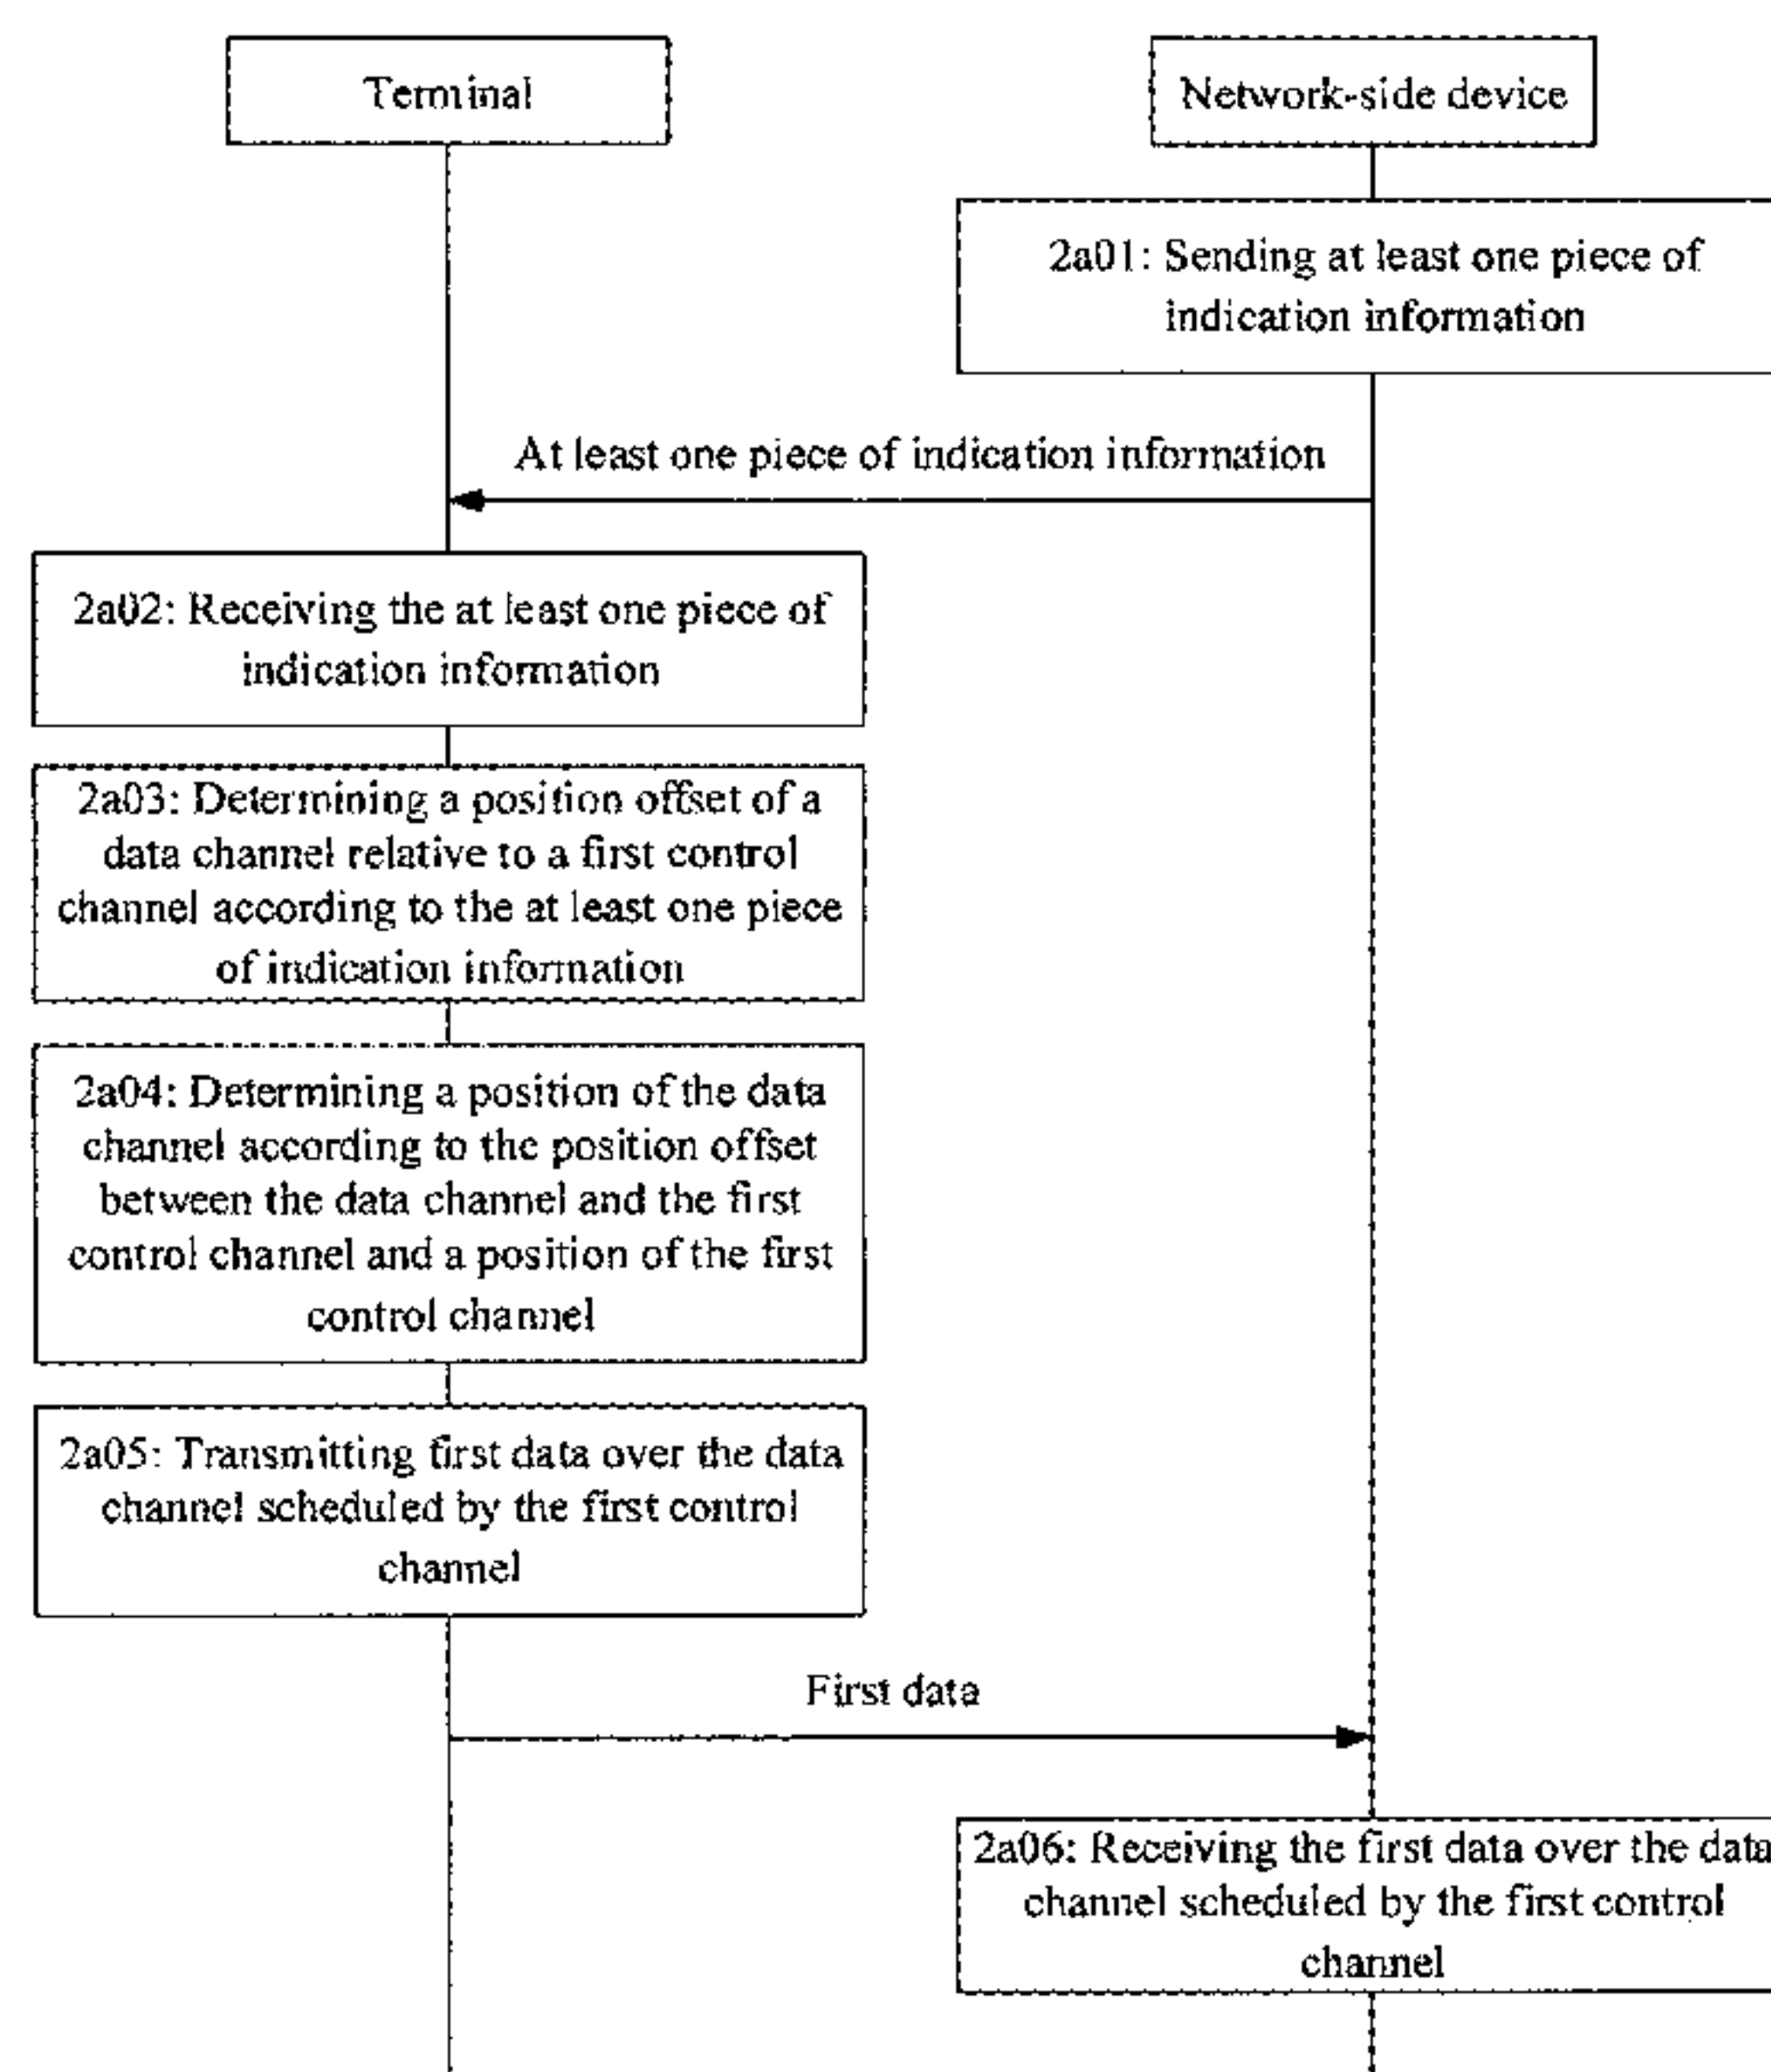 Terminal
Network-side device
2a01: Sending at least one piece of
indication information
At least one piece of indication information
2a02: Receiving the at least one piece of
indication information
2a03: Determining a position offset of a
data channel relative to a first control
channel according to the at least one piece
of indication information
2a04: Determining a position of the data
channel according to the position offset
between the data channel and the first
control channel and a position of the first
control channel
2a05: Transmitting first data over the data
channel scheduled by the first control
channel
First data
2a06: Receiving the first data over the data
channel scheduled by the first control
channel